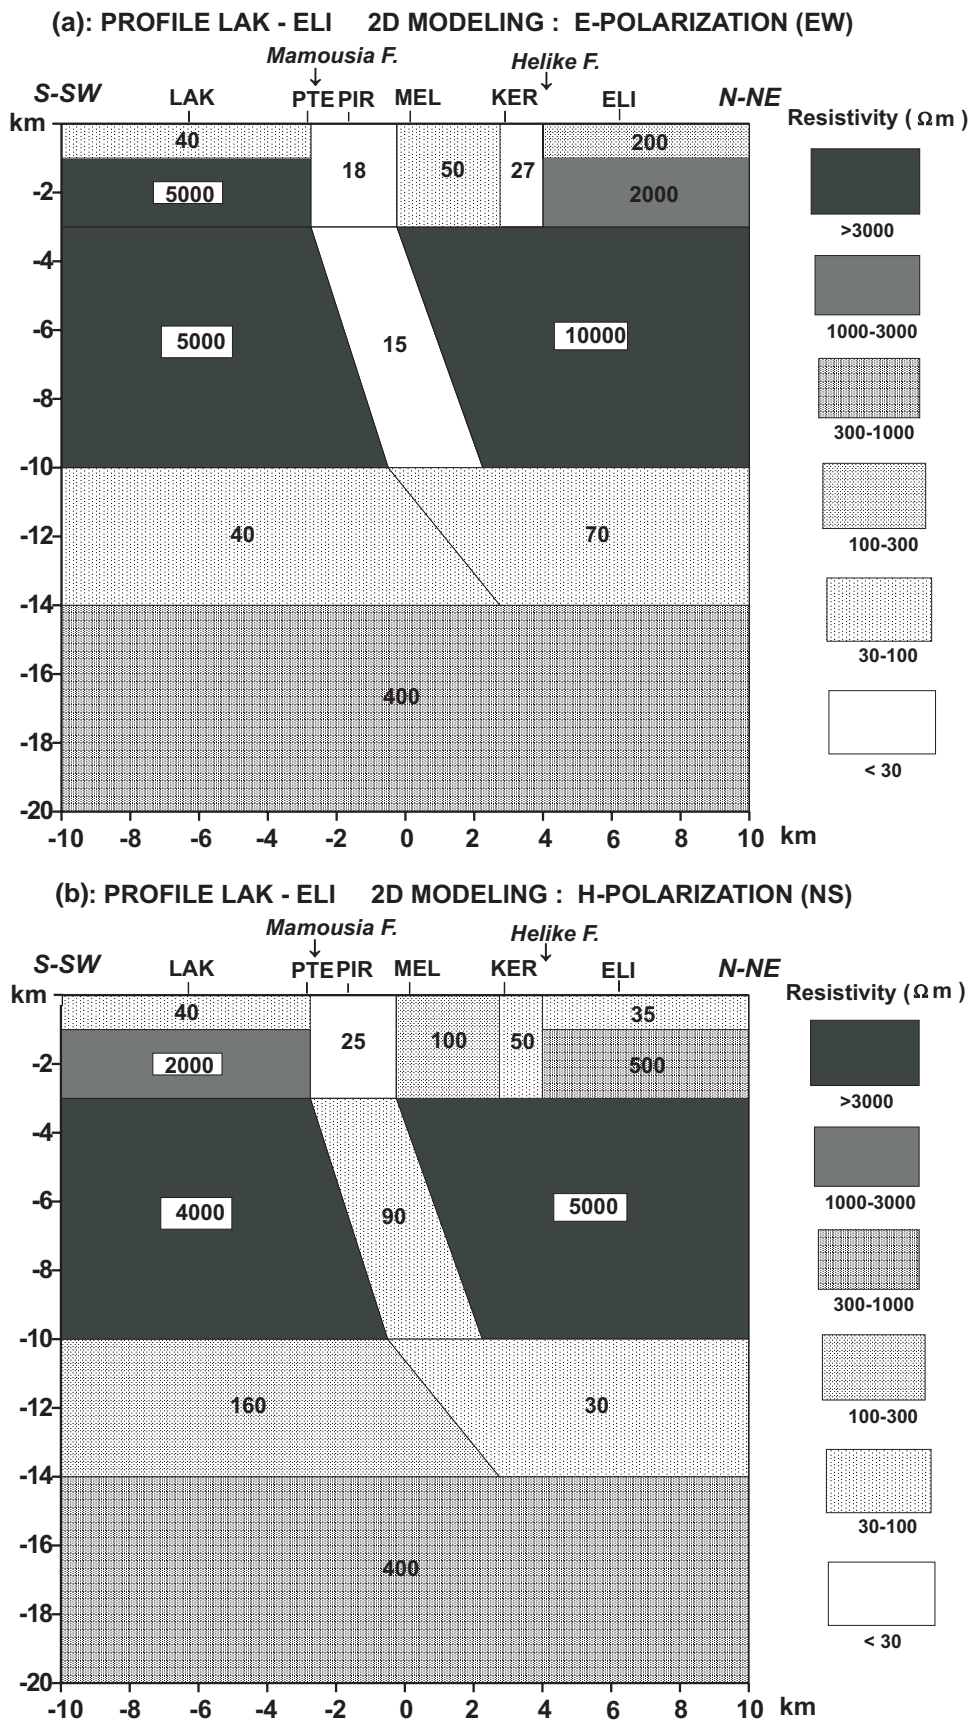 (a): PROFILE LAK - ELI 2D MODELING : E-POLARIZATION (EW)
Mamousia F. Helike F.
S-SW LAK PTE PIR MEL KER ELI N-NE
Resistivity ( Ωm )
km
40 18 50 27 200
-2 5000 2000
>3000
-4
-6 5000 15 10000
1000-3000
-8
300-1000
-10
-12 40 70
100-300
-14
30-100
-16
400
-18
< 30
-20
-10 -8 -6 -4 -2 0 2 4 6 8 10 km
(b): PROFILE LAK - ELI 2D MODELING : H-POLARIZATION (NS)
Mamousia F. Helike F.
S-SW LAK PTE PIR MEL KER ELI N-NE
km
Resistivity ( Ωm )
40 25 100 50 35
-2 2000 500
>3000
-4
-6 4000 90 5000
1000-3000
-8
300-1000
-10
-12 160 30
100-300
-14
30-100
-16
400
-18
< 30
-20
-10 -8 -6 -4 -2 0 2 4 6 8 10 km